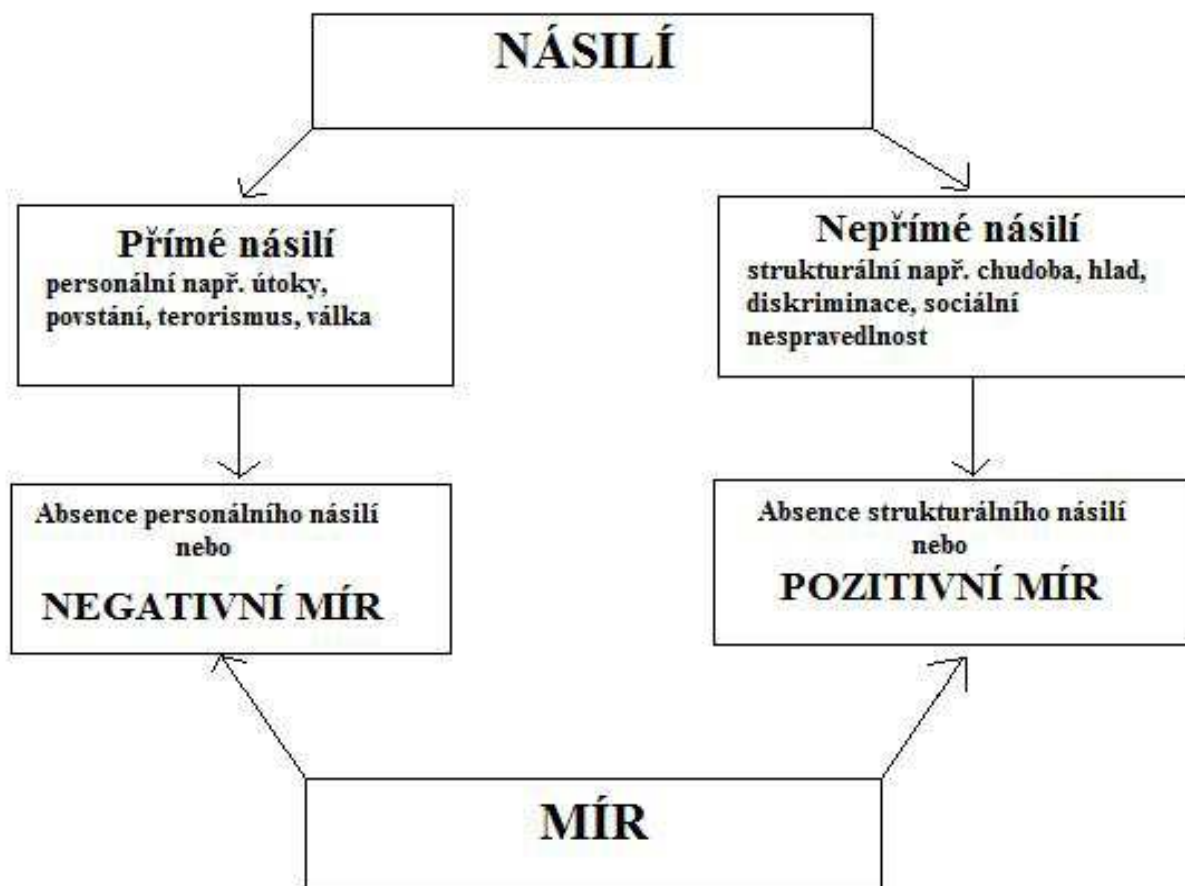 NÁSILÍ
Přímé násilí
personální např. útoky,
povstání, terorismus, válka
Nepřímé násilí
strukturální např. chudoba, hlad,
diskriminace, sociální
nespravedlnost
Absence personálního násilí
nebo
NEGATIVNÍ MÍR
Absence strukturálního násilí
nebo
POZITIVNÍ MÍR
MÍR